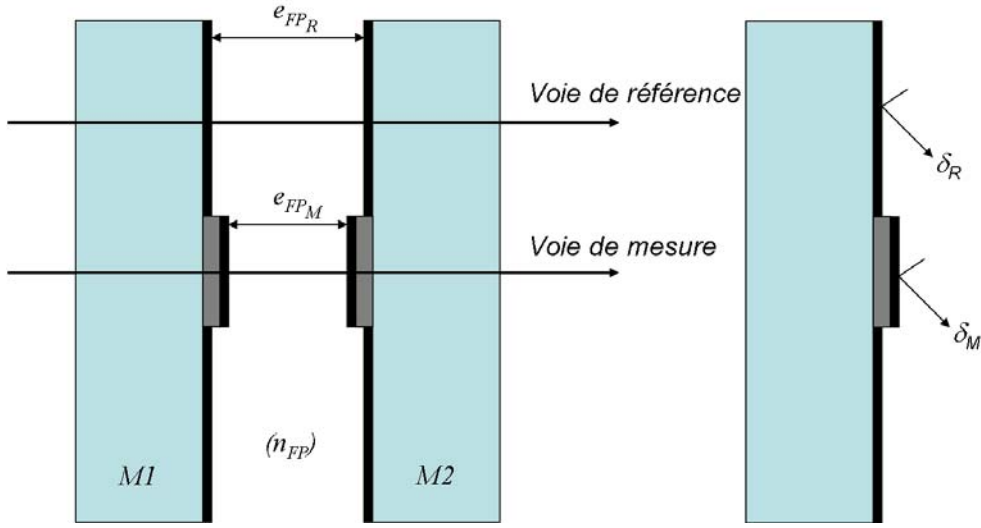 e_{FP_R}
Voie de référence
δ_R
e_{FP_M}
Voie de mesure
δ_M
(n_{FP})
M1
M2